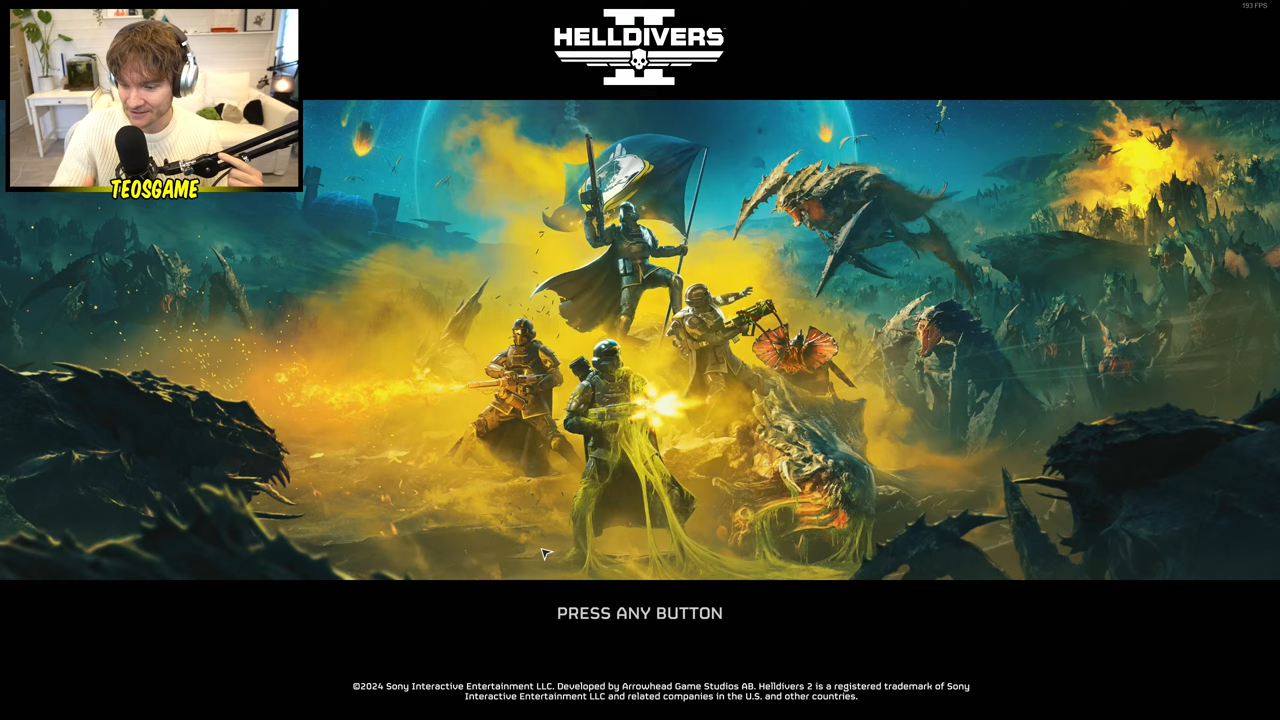 193 FPS
HELLDIVERS
II
TEOSGAME
PRESS ANY BUTTON
©2024 Sony Interactive Entertainment LLC. Developed by Arrowhead Game Studios AB. Helldivers 2 is a registered trademark of Sony
Interactive Entertainment LLC and related companies in the U.S. and other countries.